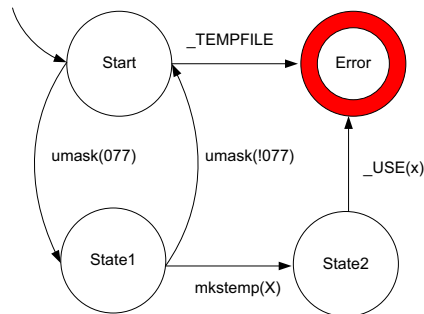 _TEMPFILE
Start
Error
umask(077)
umask(!077)
_USE(x)
State1
State2
mkstemp(X)